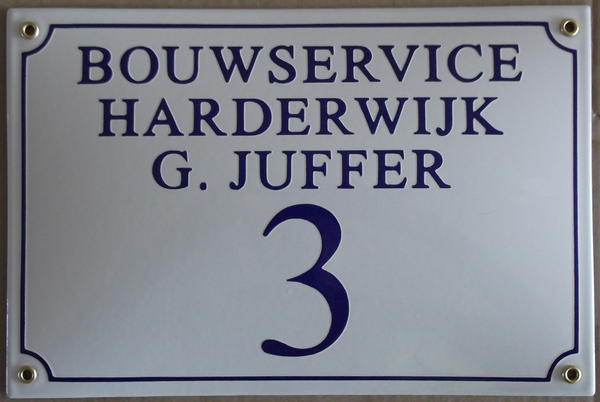 BOUWSERVICE
HARDERWIJK
G. JUFFER
3